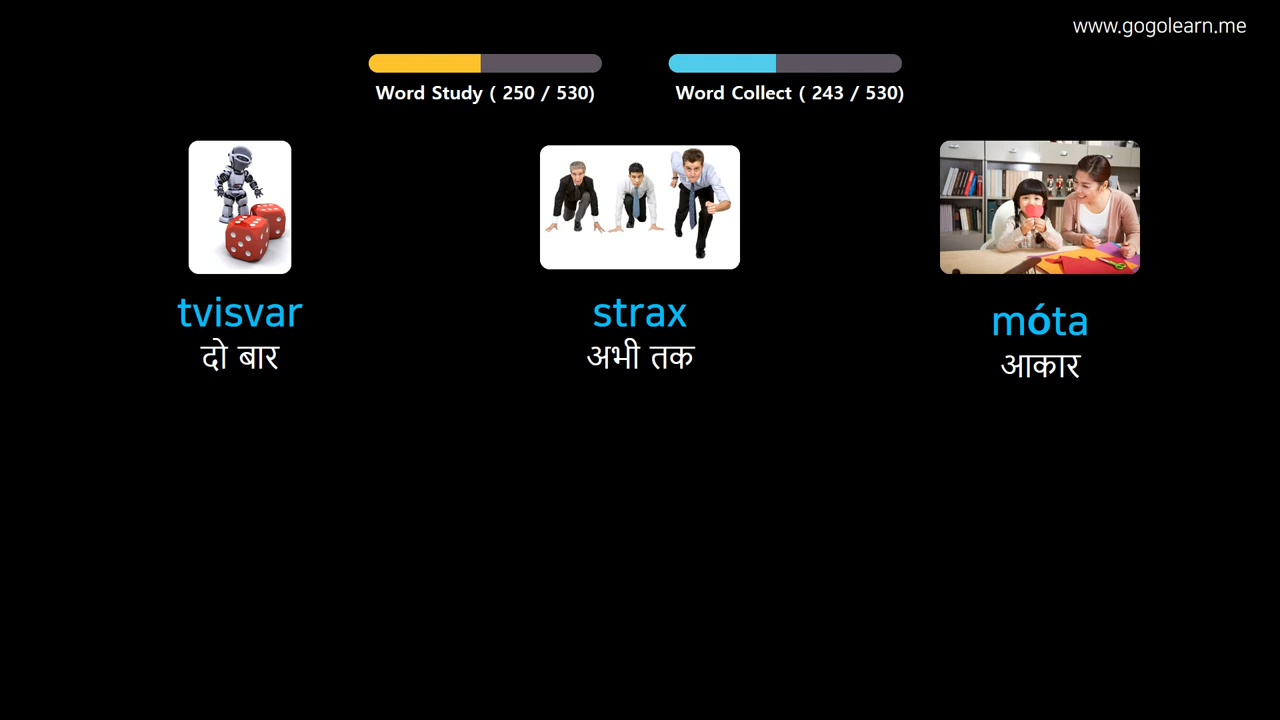 www.gogolearn.me
Word Study ( 250 / 530)
Word Collect ( 243 / 530)
tvisvar
दो बार
strax
अभी तक
móta
आकार